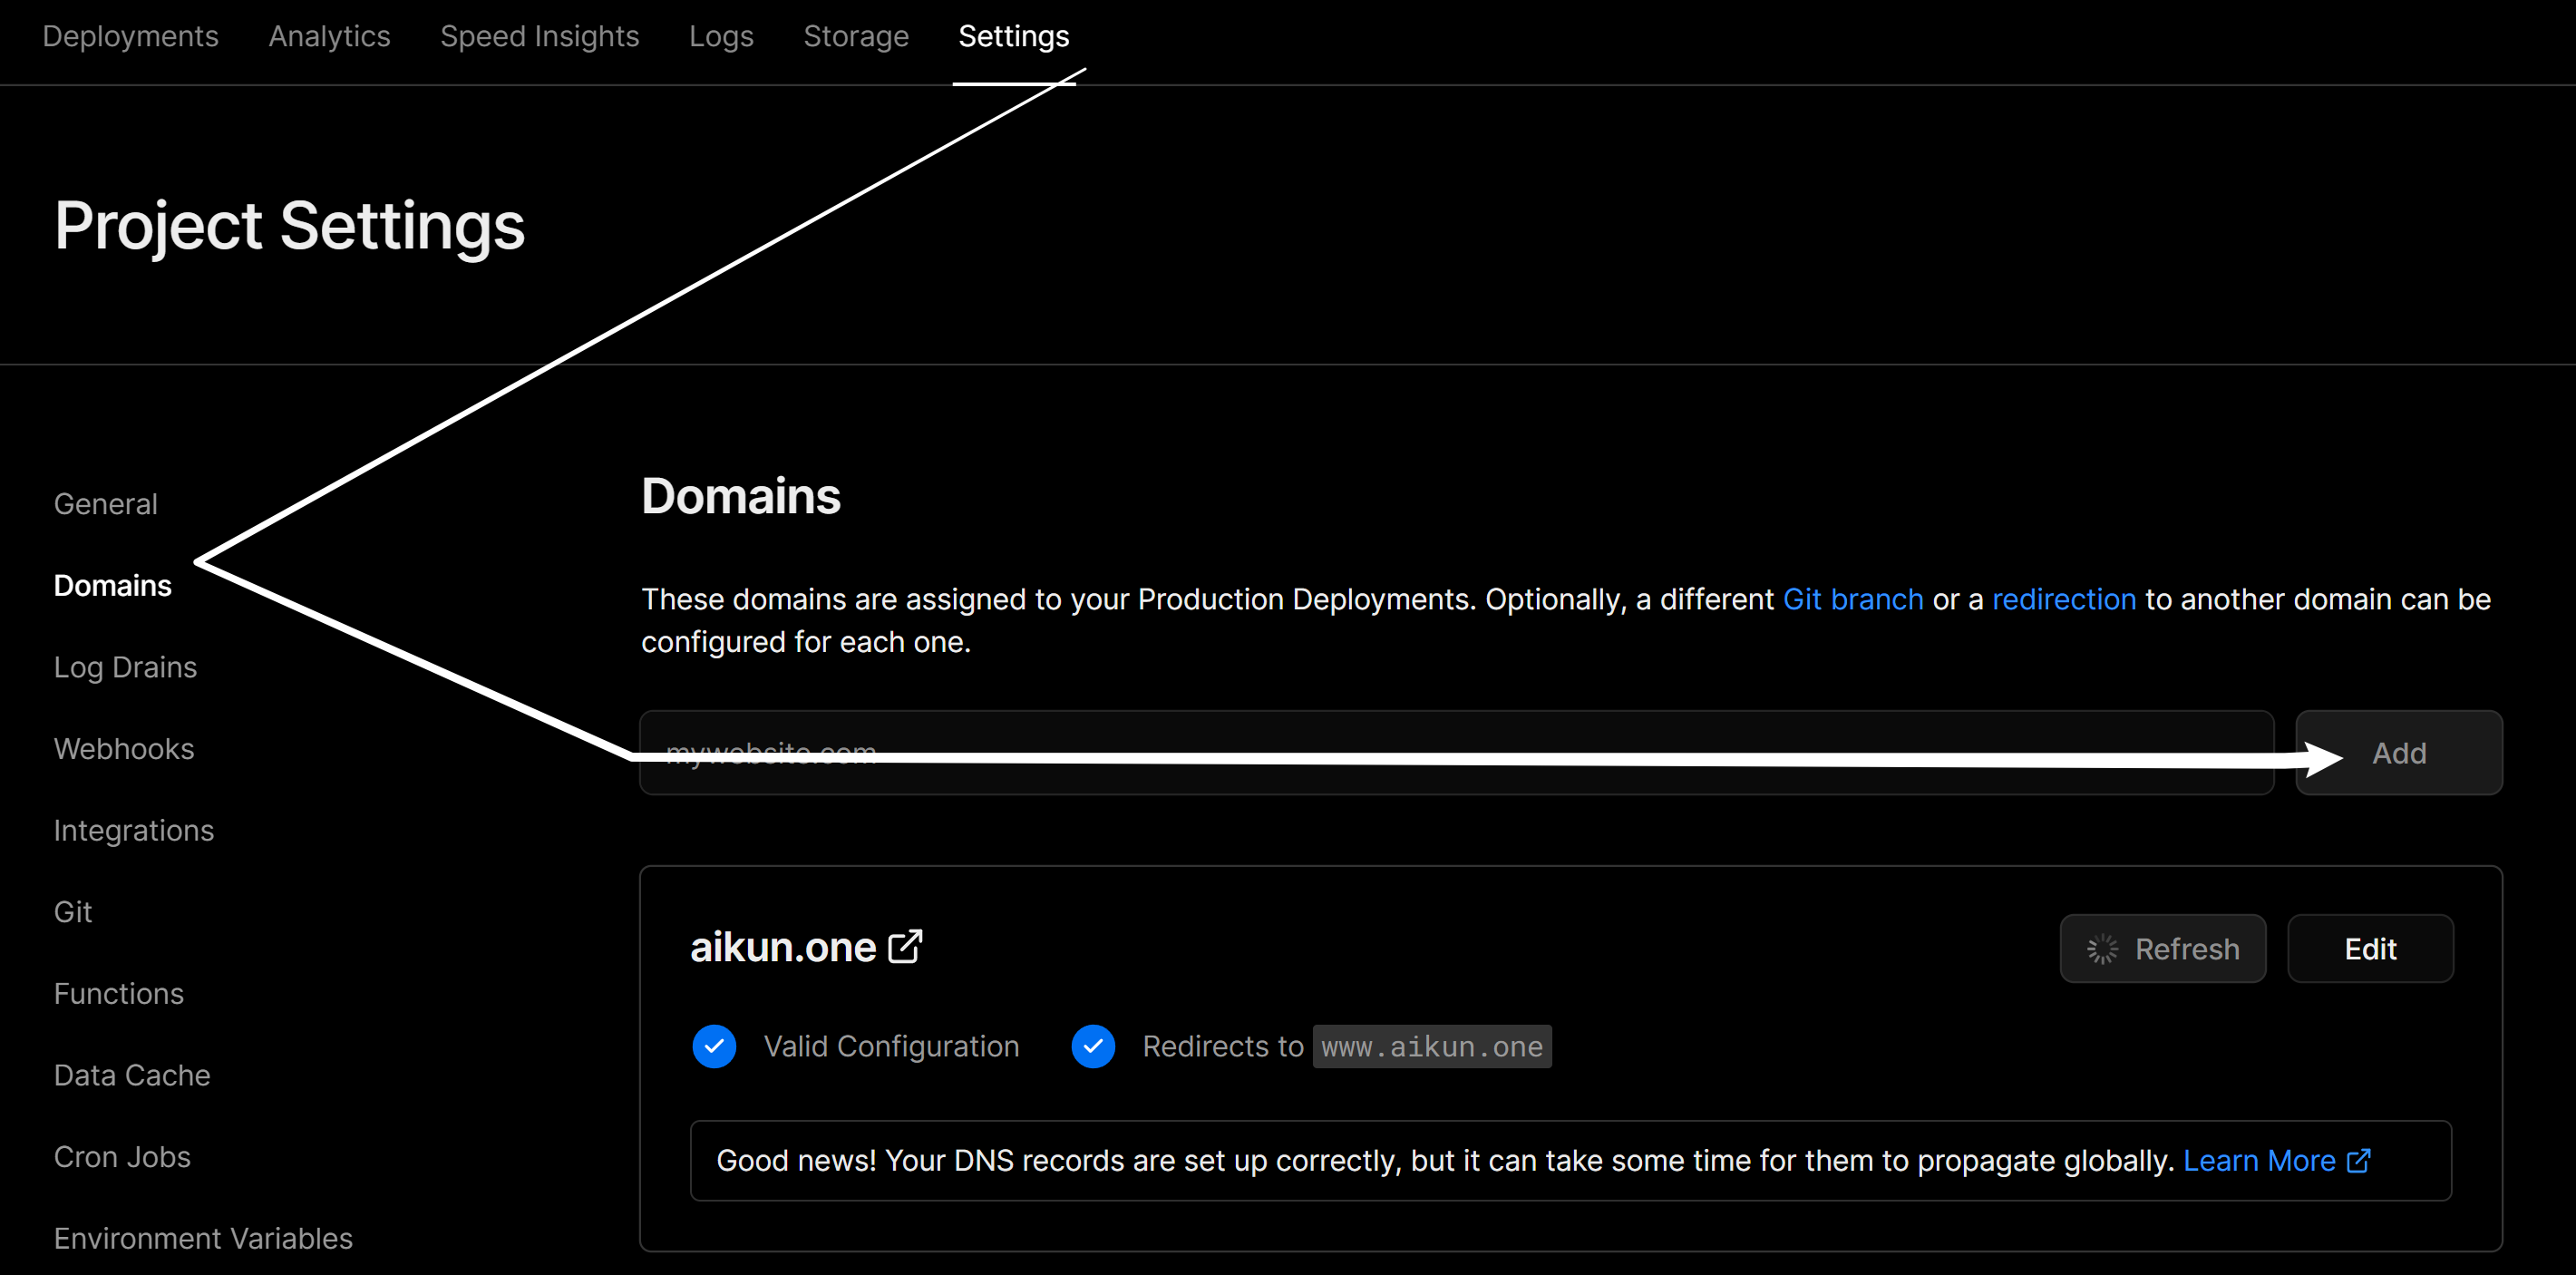 Deployments Analytics Speed Insights Logs Storage Settings
Project Settings
General
Domains
Log Drains
Webhooks
Integrations
Git
Functions
Data Cache
Cron Jobs
Environment Variables
Domains
These domains are assigned to your Production Deployments. Optionally, a different Git branch or a redirection to another domain can be
configured for each one.
mywebsite.com
Add
aikun.one
Refresh
Edit
Valid Configuration
Redirects to www.aikun.one
Good news! Your DNS records are set up correctly, but it can take some time for them to propagate globally. Learn More